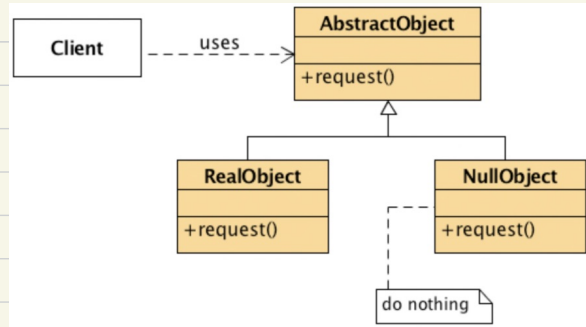 AbstractObject
Client
uses
+request()
RealObject
NullObject
+request()
+request()
do nothing